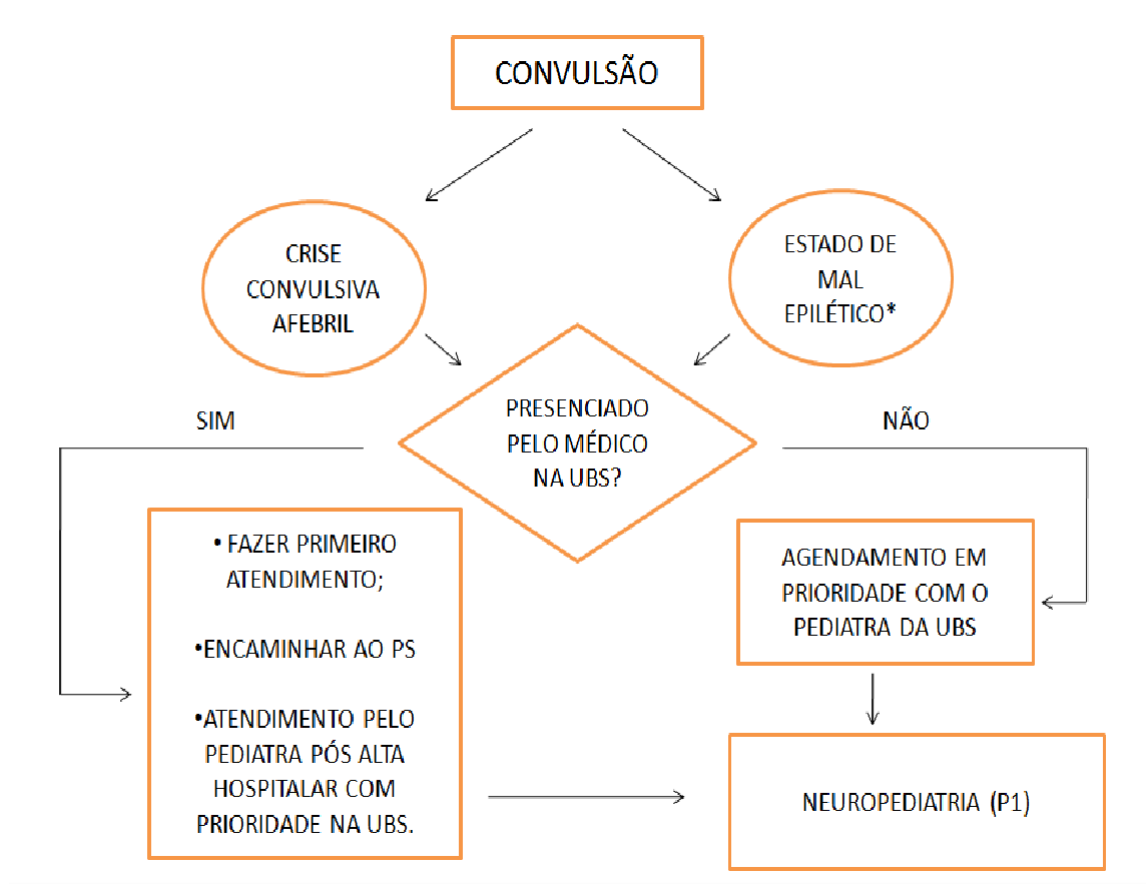 CONVULSÃO
CRISE
CONVULSIVA
AFEBRIL
ESTADO DE
MAL
EPILÉTICO*
PRESENCIADO
PELO MÉDICO
NA UBS?
SIM
NÃO
• FAZER PRIMEIRO
ATENDIMENTO;
•ENCAMINHAR AO PS
•ATENDIMENTO PELO
PEDIATRA PÓS ALTA
HOSPITALAR COM
PRIORIDADE NA UBS.
AGENDAMENTO EM
PRIORIDADE COM O
PEDIATRA DA UBS
NEUROPEDIATRIA (P1)